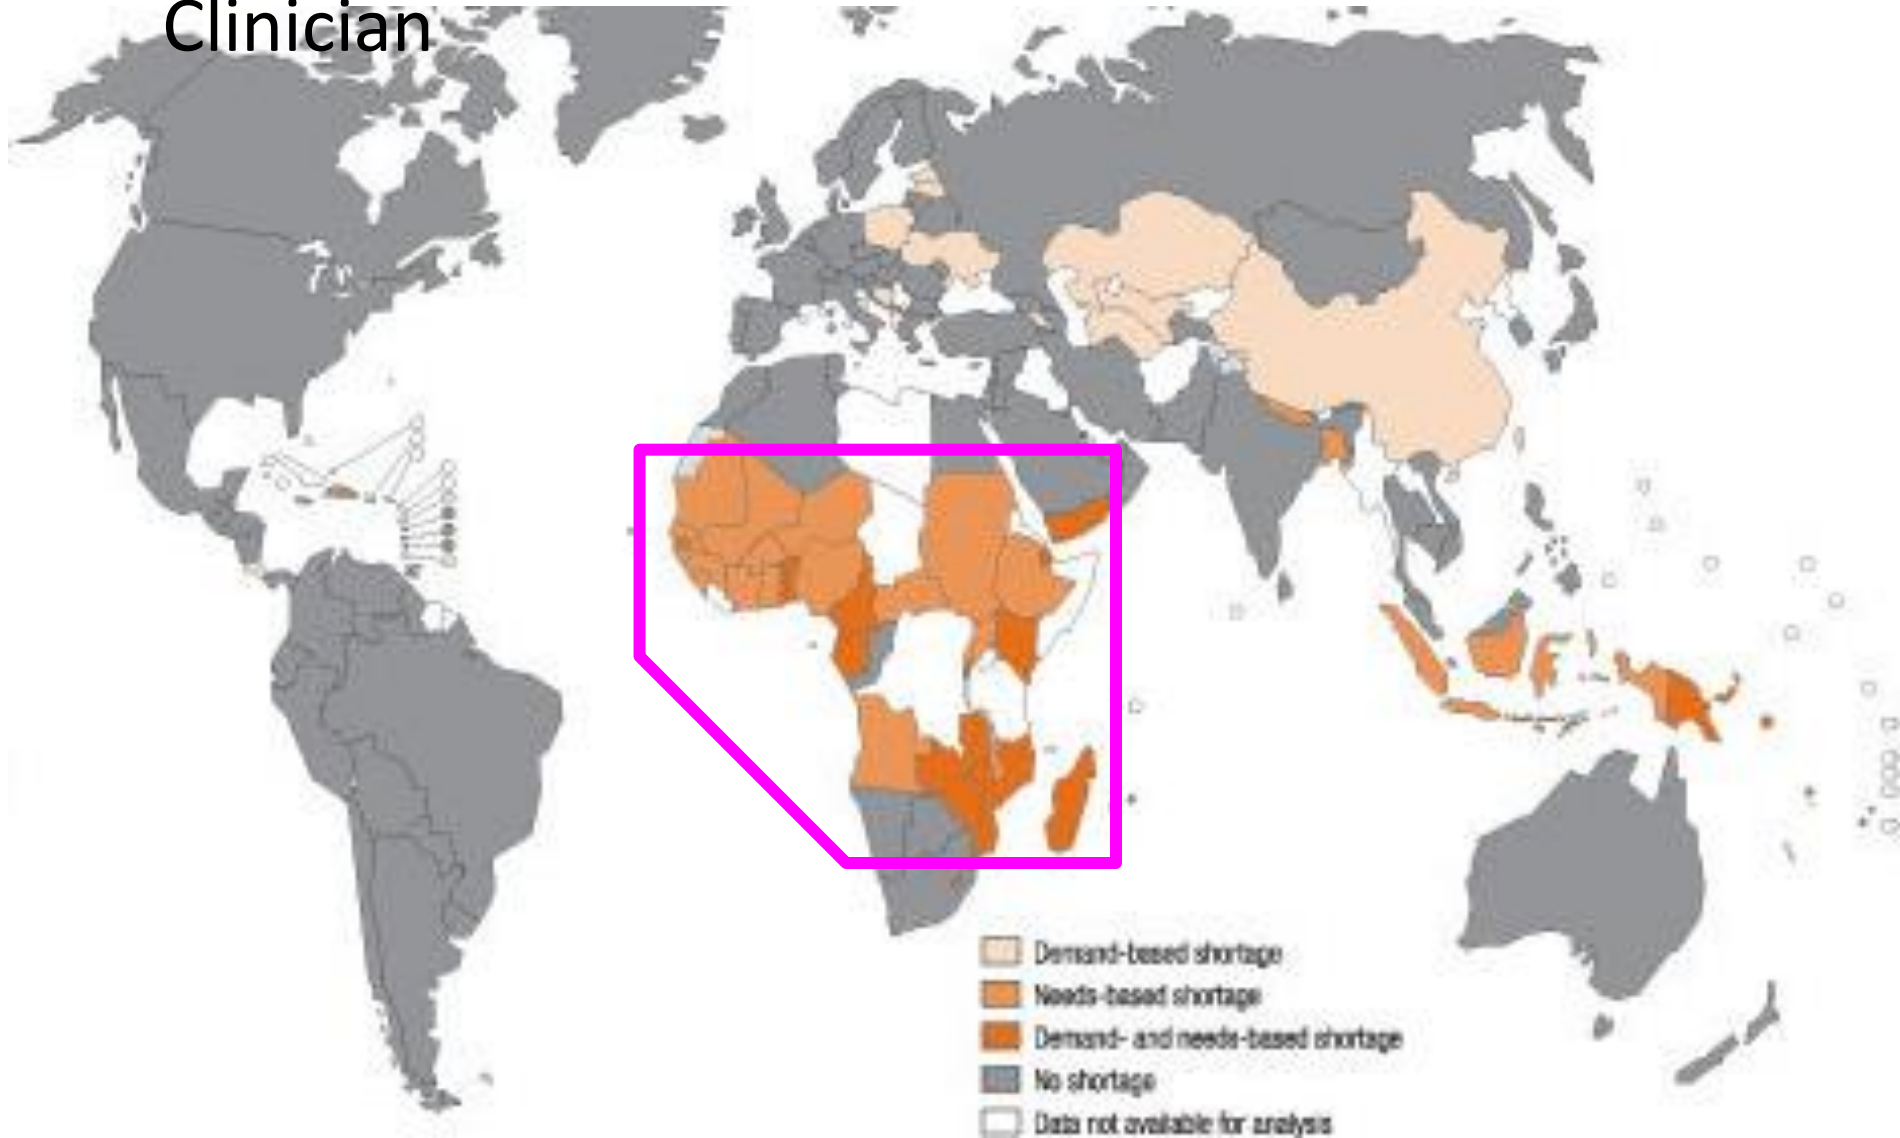 Clinician
Demand-based shortage
Needs-based shortage
Demand- and needs-based shortage
No shortage
Data not available for analysis